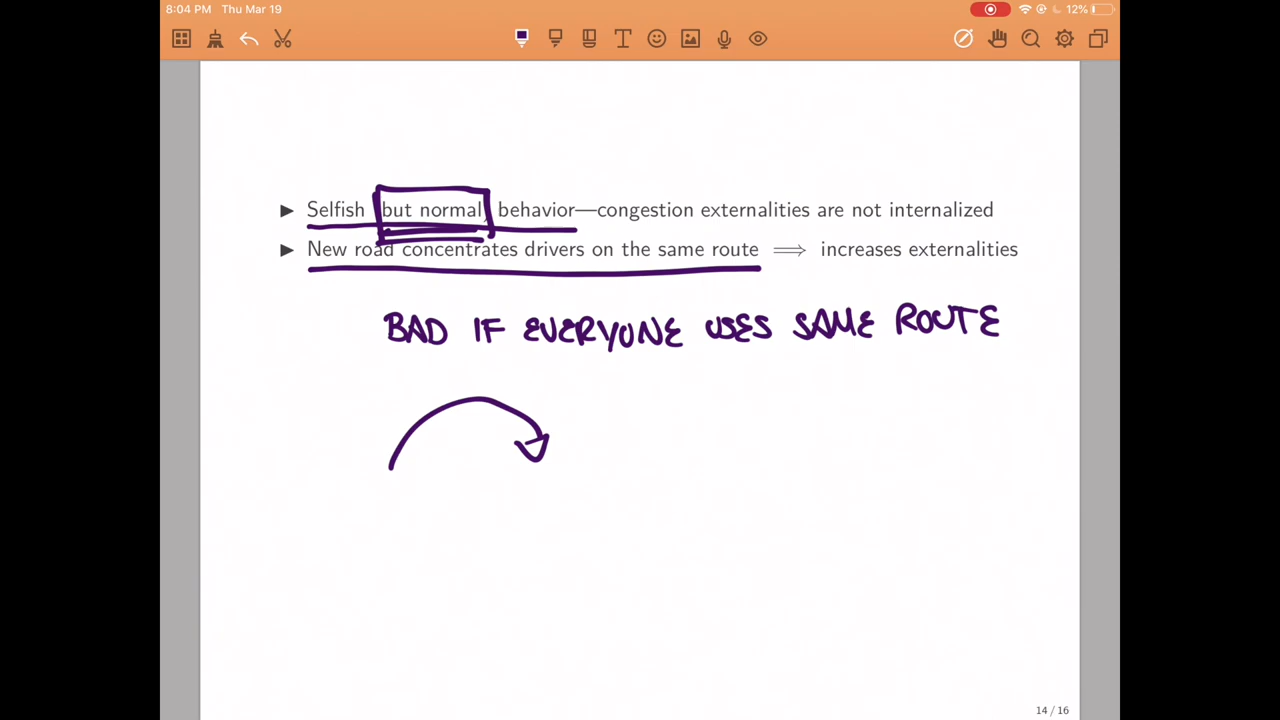 8:04 PM Thu Mar 19 12%
▶ Selfish but normal, behavior—congestion externalities are not internalized
▶ New road concentrates drivers on the same route ⟹ increases externalities
BAD IF EVERYONE USES SAME ROUTE
14 / 16